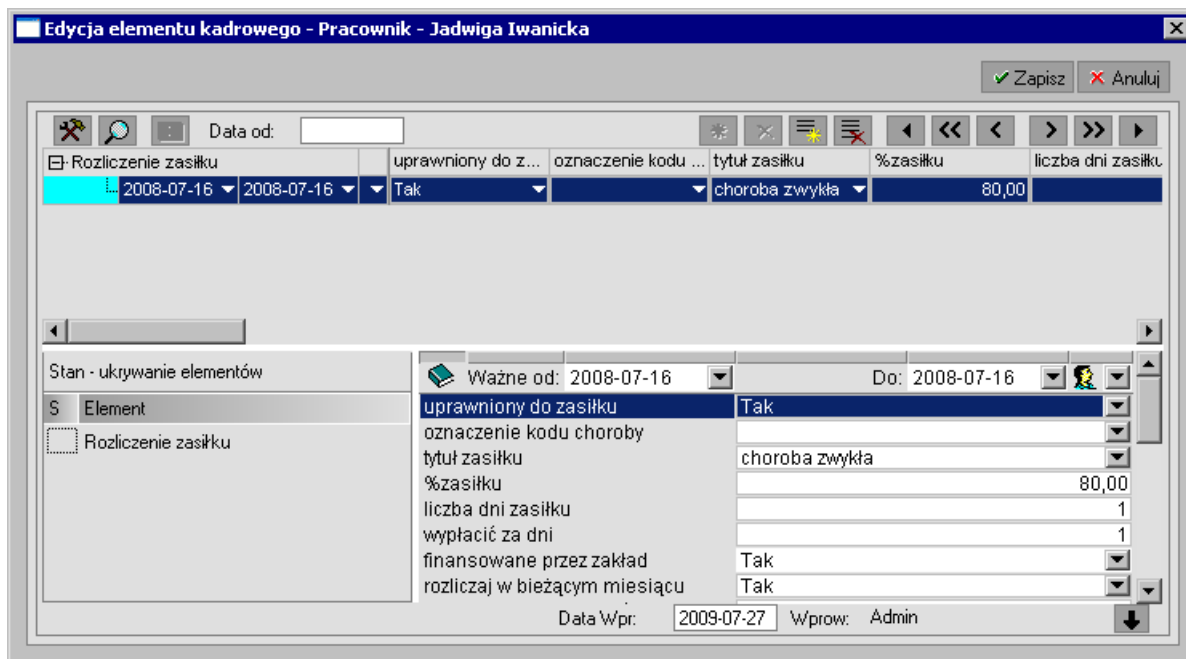 Edycja elementu kadrowego - Pracownik - Jadwiga Iwanicka
Zapisz Anuluj
Data od:
Rozliczenie zasiłku uprawniony do z... oznaczenie kodu ... tytuł zasiłku %zasiłku liczba dni zasiłku
2008-07-16 2008-07-16 Tak choroba zwykła 80,00
Stan - ukrywanie elementów
S Element
Rozliczenie zasiłku
Ważne od: 2008-07-16 Do: 2008-07-16
uprawniony do zasiłku Tak
oznaczenie kodu choroby
tytuł zasiłku choroba zwykła
%zasiłku 80,00
liczba dni zasiłku 1
wypłacić za dni 1
finansowane przez zakład Tak
rozliczaj w bieżącym miesiącu Tak
Data Wpr: 2009-07-27 Wprow: Admin